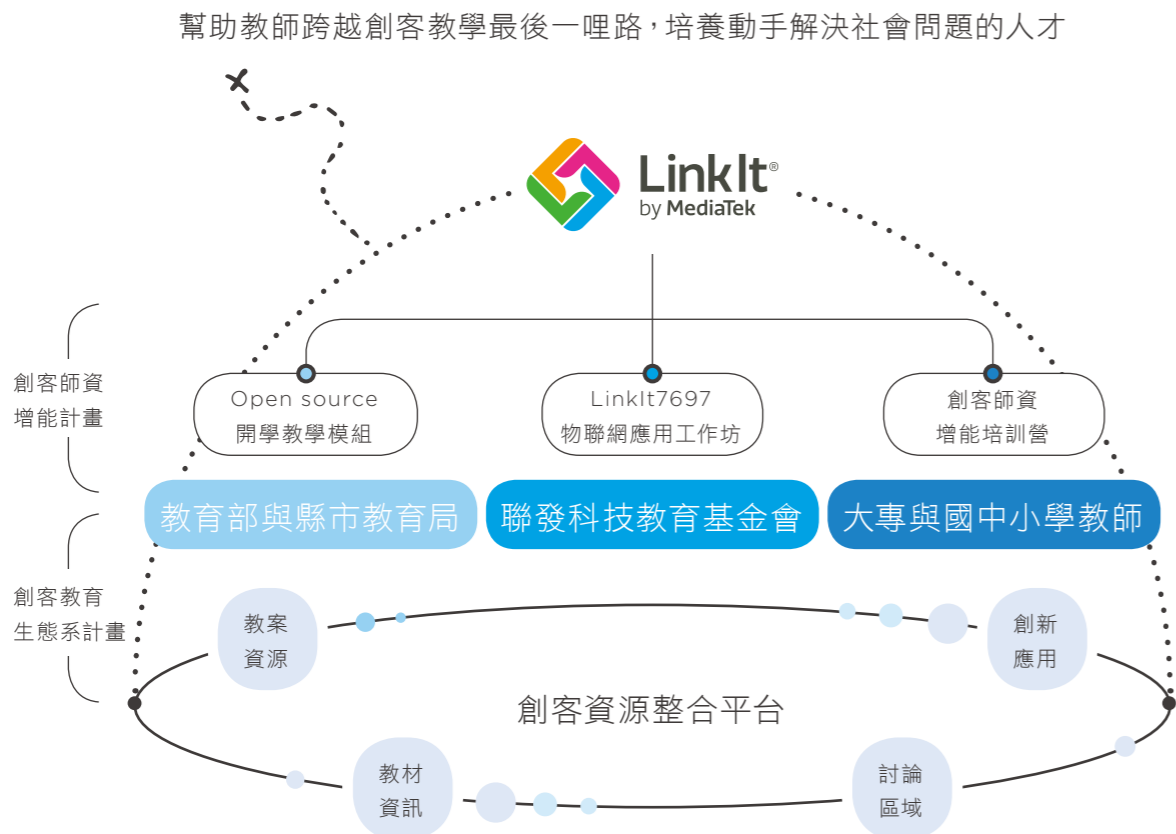 幫助教師跨越創客教學最後一哩路，培養動手解決社會問題的人才
LinkIt®
by MediaTek
創客師資
增能計畫
Open source
開學教學模組
LinkIt7697
物聯網應用工作坊
創客師資
增能培訓營
教育部與縣市教育局
聯發科技教育基金會
大專與國中小學教師
創客教育
生態系計畫
教案
資源
創新
應用
創客資源整合平台
教材
資訊
討論
區域